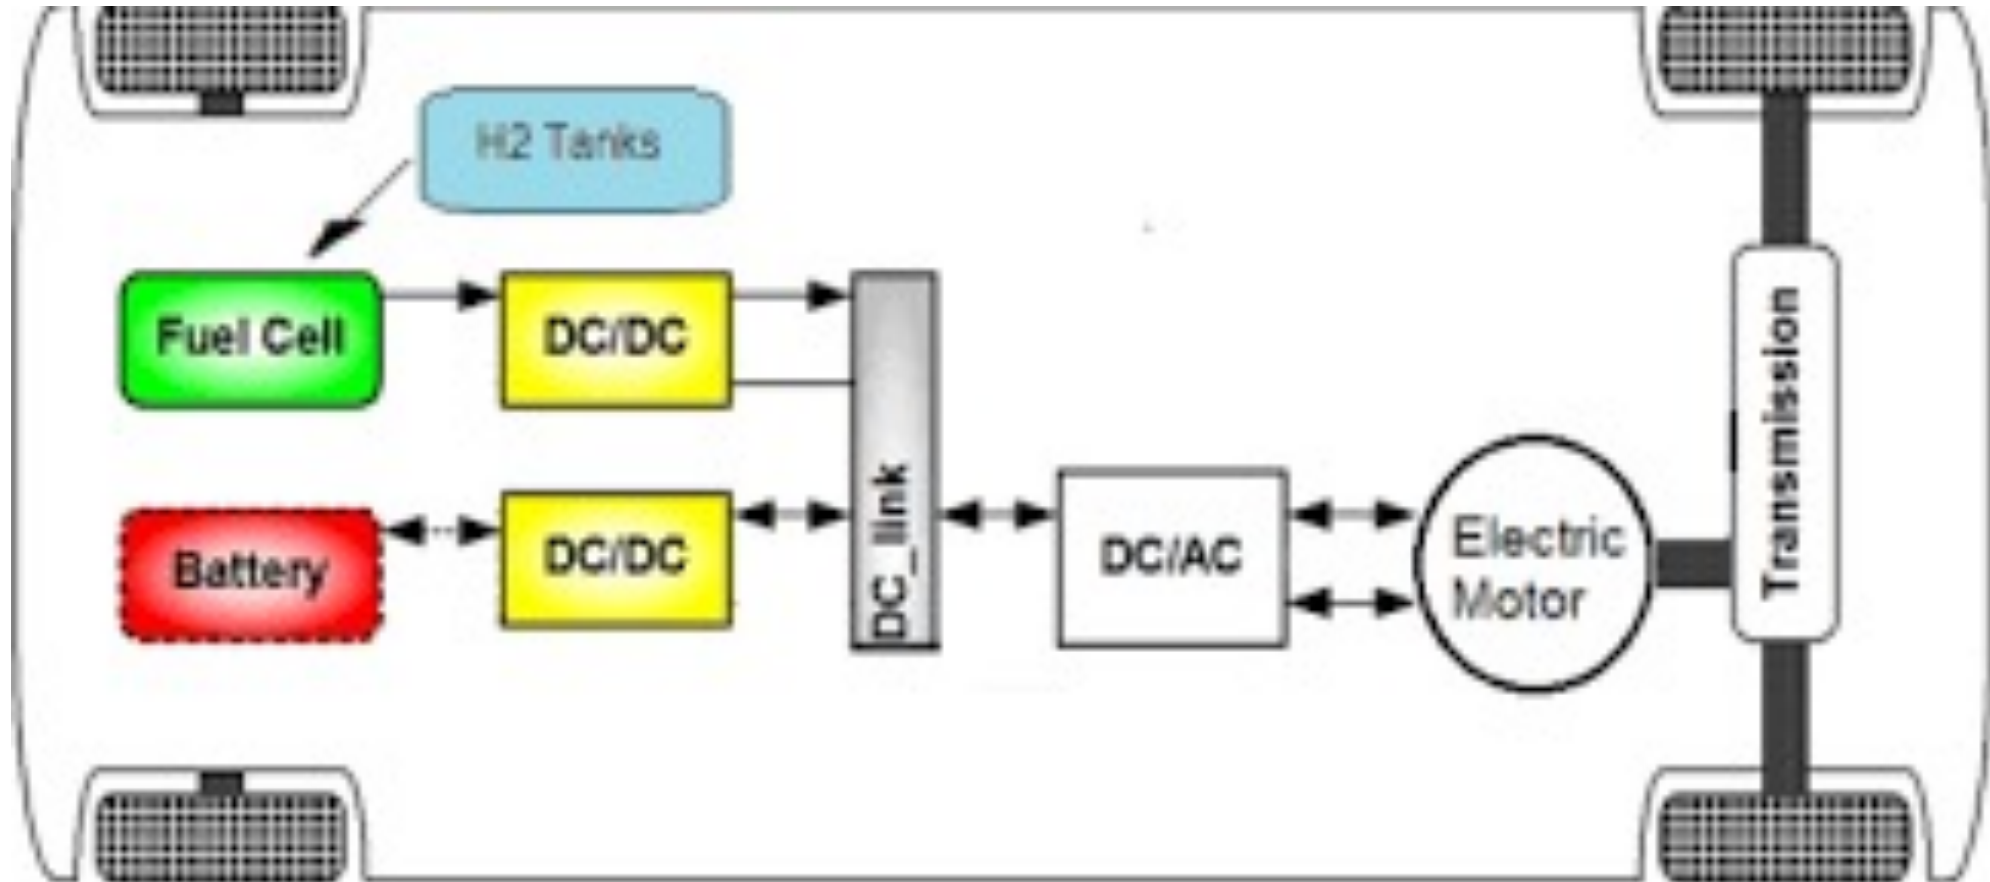 H2 Tanks
Fuel Cell
DC/DC
Battery
DC/DC
DC_link
DC/AC
Electric
Motor
Transmission